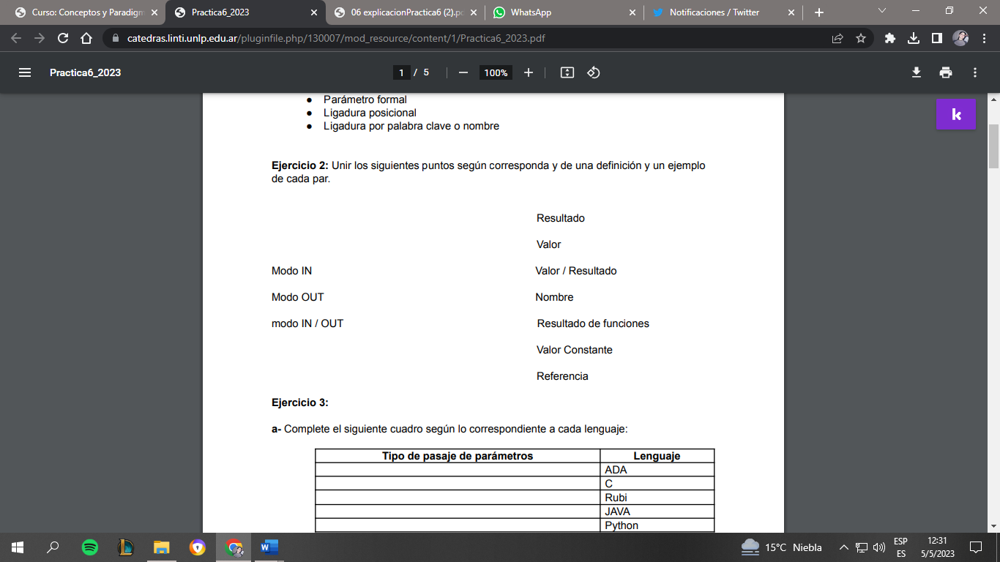 Curso: Conceptos y Paradigm
Practica6_2023
06 explicacionPractica6 (2).pd
WhatsApp
Notificaciones / Twitter
catedras.linti.unlp.edu.ar/pluginfile.php/130007/mod_resource/content/1/Practica6_2023.pdf
Practica6_2023
1 / 5
100%
● Parámetro formal
● Ligadura posicional
● Ligadura por palabra clave o nombre
k
Ejercicio 2: Unir los siguientes puntos según corresponda y de una definición y un ejemplo
de cada par.
Resultado
Valor
Modo IN Valor / Resultado
Modo OUT Nombre
modo IN / OUT Resultado de funciones
Valor Constante
Referencia
Ejercicio 3:
a- Complete el siguiente cuadro según lo correspondiente a cada lenguaje:
Tipo de pasaje de parámetros Lenguaje
ADA
C
Rubi
JAVA
Python
W
15°C Niebla
ESP
ES
12:31
5/5/2023